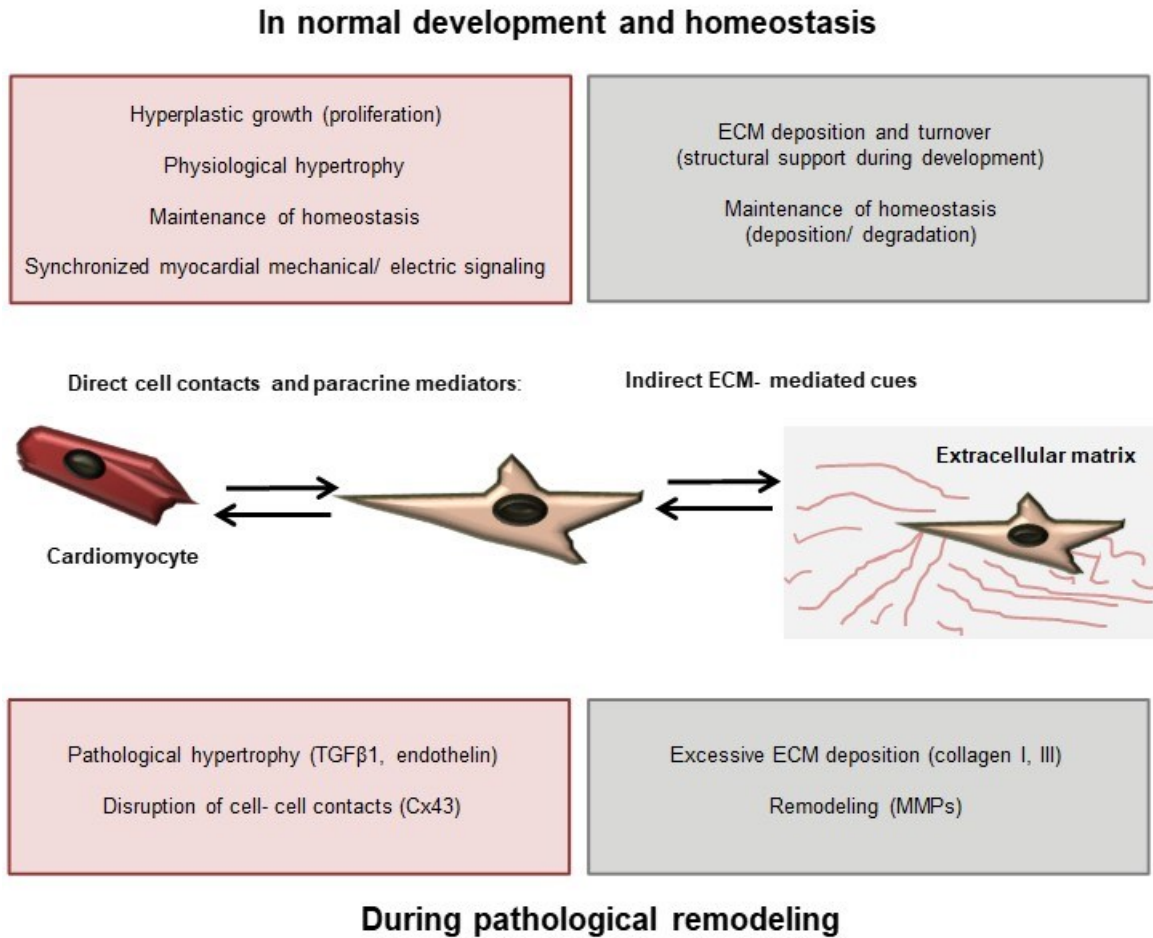 In normal development and homeostasis
Hyperplastic growth (proliferation)
Physiological hypertrophy
Maintenance of homeostasis
Synchronized myocardial mechanical/ electric signaling
ECM deposition and turnover
(structural support during development)
Maintenance of homeostasis
(deposition/ degradation)
Direct cell contacts and paracrine mediators:
Indirect ECM- mediated cues
Cardiomyocyte
Extracellular matrix
Pathological hypertrophy (TGFβ1, endothelin)
Disruption of cell- cell contacts (Cx43)
Excessive ECM deposition (collagen I, III)
Remodeling (MMPs)
During pathological remodeling